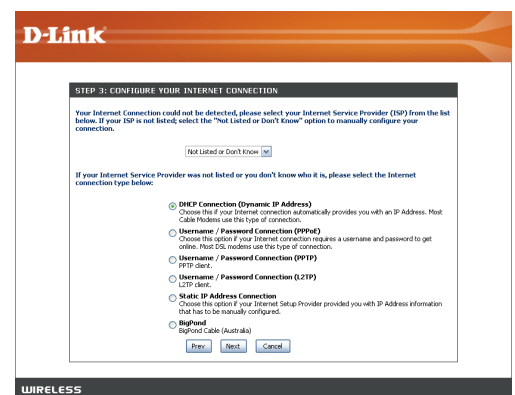 D-Link
STEP 3: CONFIGURE YOUR INTERNET CONNECTION
Your Internet Connection could not be detected, please select your Internet Service Provider (ISP) from the list
below. If your ISP is not listed; select the "Not Listed or Don't Know" option to manually configure your
connection.
Not Listed or Don't Know
If your Internet Service Provider was not listed or you don't know who it is, please select the Internet
connection type below:
DHCP Connection (Dynamic IP Address)
Choose this if your Internet connection automatically provides you with an IP Address. Most
Cable Modems use this type of connection.
Username / Password Connection (PPPoE)
Choose this option if your Internet connection requires a username and password to get
online. Most DSL modems use this type of connection.
Username / Password Connection (PPTP)
PPTP client.
Username / Password Connection (L2TP)
L2TP client.
Static IP Address Connection
Choose this option if your Internet Setup Provider provided you with IP Address information
that has to be manually configured.
BigPond
BigPond Cable (Australia)
Prev Next Cancel
WIRELESS